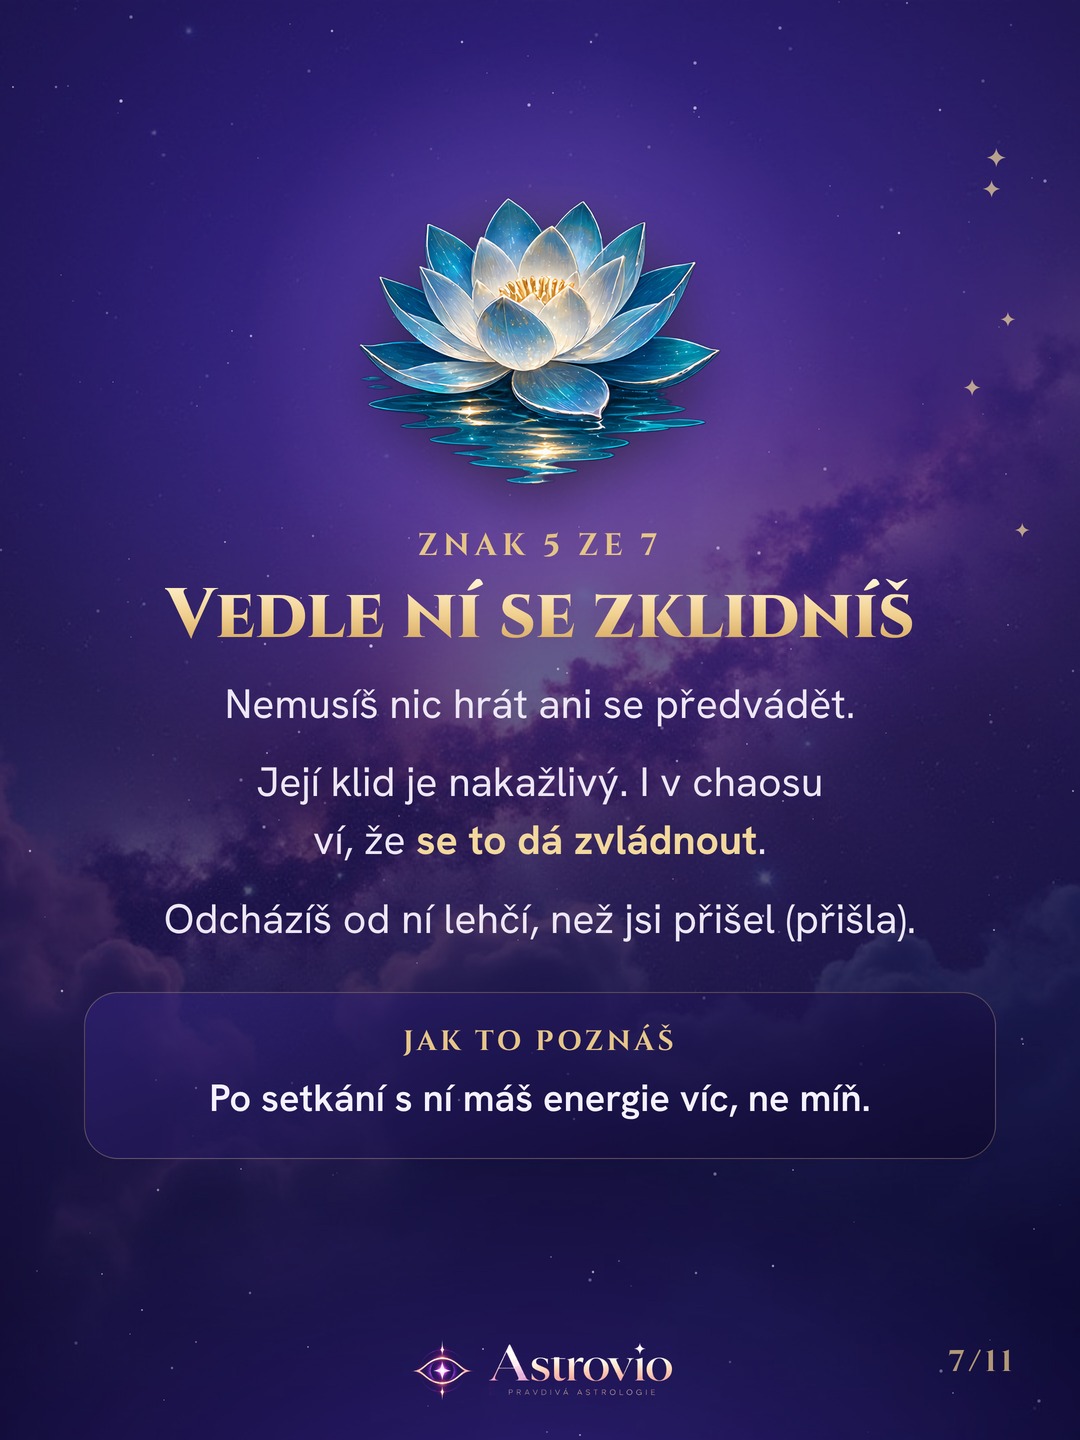 ZNAK 5 ZE 7
VEDLE NÍ SE ZKLIDNÍŠ
Nemusíš nic hrát ani se předvádět.
Její klid je nakažlivý. I v chaosu
ví, že se to dá zvládnout.
Odcházíš od ní lehčí, než jsi přišel (přišla).
JAK TO POZNÁŠ
Po setkání s ní máš energie víc, ne míň.
Astrovio
PRAVDIVÁ ASTROLOGIE
7/11